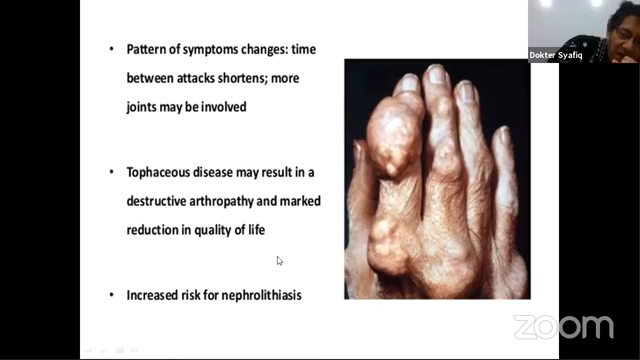 • Pattern of symptoms changes: time
between attacks shortens; more
joints may be involved
• Tophaceous disease may result in a
destructive arthropathy and marked
reduction in quality of life
• Increased risk for nephrolithiasis
Dokter Syafiq
zoom